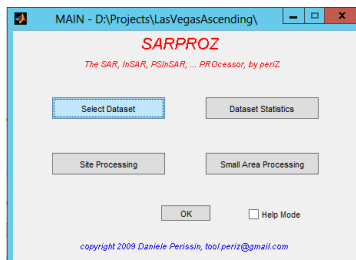 MAIN - D:\Projects\LasVegasAscending\
SARPROZ
The SAR, InSAR, PSInSAR, ... PROcessor, by periZ
Select Dataset
Dataset Statistics
Site Processing
Small Area Processing
OK
Help Mode
copyright 2009 Daniele Perissin, tool.periz@gmail.com